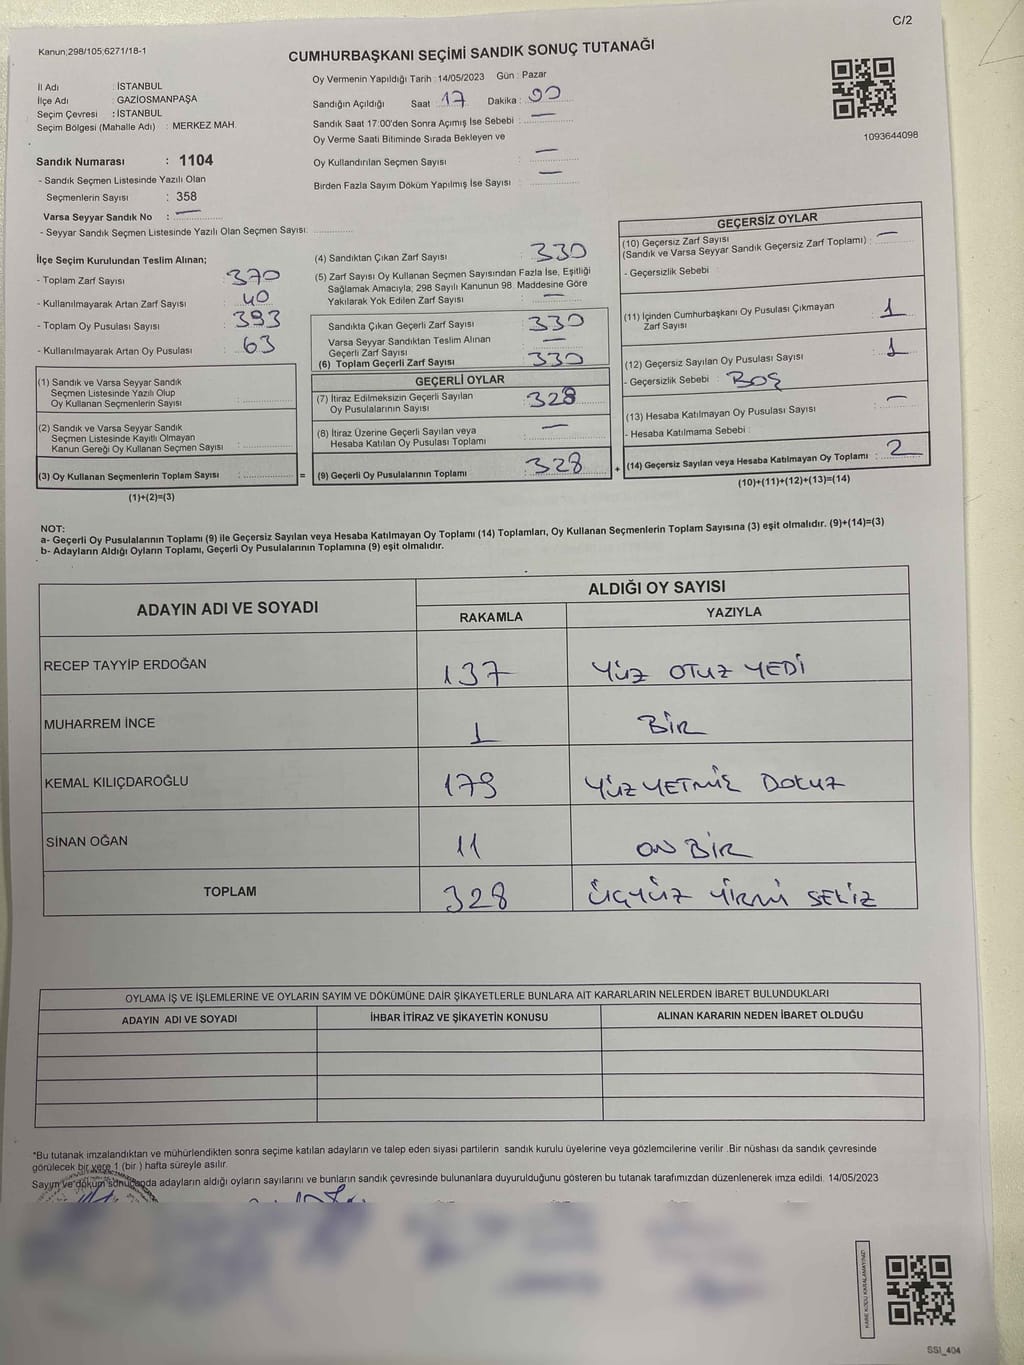 C/2
Kanun;298/105;6271/18-1
CUMHURBAŞKANI SEÇİMİ SANDIK SONUÇ TUTANAĞI
İl Adı : İSTANBUL
İlçe Adı : GAZİOSMANPAŞA
Seçim Çevresi : İSTANBUL
Seçim Bölgesi (Mahalle Adı) : MERKEZ MAH.
Sandık Numarası : 1104
- Sandık Seçmen Listesinde Yazılı Olan
Seçmenlerin Sayısı : 358
Varsa Seyyar Sandık No : —
- Seyyar Sandık Seçmen Listesinde Yazılı Olan Seçmen Sayısı:
Oy Vermenin Yapıldığı Tarih : 14/05/2023 Gün : Pazar
Sandığın Açıldığı Saat : 17 Dakika : 00
Sandık Saat 17:00'den Sonra Açımış İse Sebebi : —
Oy Verme Saati Bitiminde Sırada Bekleyen ve
Oy Kullandırılan Seçmen Sayısı : —
Birden Fazla Sayım Döküm Yapılmış İse Sayısı : —
1093644098
İlçe Seçim Kurulundan Teslim Alınan;
- Toplam Zarf Sayısı : 370
- Kullanılmayarak Artan Zarf Sayısı : 40
- Toplam Oy Pusulası Sayısı : 393
- Kullanılmayarak Artan Oy Pusulası : 63
(1) Sandık ve Varsa Seyyar Sandık
Seçmen Listesinde Yazılı Olup
Oy Kullanan Seçmenlerin Sayısı :
(2) Sandık ve Varsa Seyyar Sandık
Seçmen Listesinde Kayıtlı Olmayan
Kanun Gereği Oy Kullanan Seçmen Sayısı :
(3) Oy Kullanan Seçmenlerin Toplam Sayısı : =
(1)+(2)=(3)
(4) Sandıktan Çıkan Zarf Sayısı : 330
(5) Zarf Sayısı Oy Kullanan Seçmen Sayısından Fazla İse, Eşitliği
Sağlamak Amacıyla; 298 Sayılı Kanunun 98. Maddesine Göre
Yakılarak Yok Edilen Zarf Sayısı : —
Sandıkta Çıkan Geçerli Zarf Sayısı : 330
Varsa Seyyar Sandıktan Teslim Alınan
Geçerli Zarf Sayısı : —
(6) Toplam Geçerli Zarf Sayısı : 330
GEÇERLİ OYLAR
(7) İtiraz Edilmeksizin Geçerli Sayılan
Oy Pusulalarının Sayısı : 328
(8) İtiraz Üzerine Geçerli Sayılan veya
Hesaba Katılan Oy Pusulası Toplamı : —
(9) Geçerli Oy Pusulalarının Toplamı : 328 +
GEÇERSİZ OYLAR
(10) Geçersiz Zarf Sayısı
(Sandık ve Varsa Seyyar Sandık Geçersiz Zarf Toplamı) : —
- Geçersizlik Sebebi :
(11) İçinden Cumhurbaşkanı Oy Pusulası Çıkmayan
Zarf Sayısı : 1
(12) Geçersiz Sayılan Oy Pusulası Sayısı : 1
- Geçersizlik Sebebi : BOŞ
(13) Hesaba Katılmayan Oy Pusulası Sayısı : —
- Hesaba Katılmama Sebebi :
(14) Geçersiz Sayılan veya Hesaba Katılmayan Oy Toplamı : 2
(10)+(11)+(12)+(13)=(14)
NOT:
a- Geçerli Oy Pusulalarının Toplamı (9) ile Geçersiz Sayılan veya Hesaba Katılmayan Oy Toplamı (14) Toplamları, Oy Kullanan Seçmenlerin Toplam Sayısına (3) eşit olmalıdır. (9)+(14)=(3)
b- Adayların Aldığı Oyların Toplamı, Geçerli Oy Pusulalarının Toplamına (9) eşit olmalıdır.
ADAYIN ADI VE SOYADI
ALDIĞI OY SAYISI
RAKAMLA YAZIYLA
RECEP TAYYİP ERDOĞAN 137 YÜZ OTUZ YEDİ
MUHARREM İNCE 1 BİR
KEMAL KILIÇDAROĞLU 179 YÜZ YETMİŞ DOKUZ
SİNAN OĞAN 11 ON BİR
TOPLAM 328 ÜÇYÜZ YİRMİ SEKİZ
OYLAMA İŞ VE İŞLEMLERİNE VE OYLARIN SAYIM VE DÖKÜMÜNE DAİR ŞİKAYETLERLE BUNLARA AİT KARARLARIN NELERDEN İBARET BULUNDUKLARI
ADAYIN ADI VE SOYADI İHBAR İTİRAZ VE ŞİKAYETİN KONUSU ALINAN KARARIN NEDEN İBARET OLDUĞU
*Bu tutanak imzalandıktan ve mühürlendikten sonra seçime katılan adayların ve talep eden siyasi partilerin sandık kurulu üyelerine veya gözlemcilerine verilir. Bir nüshası da sandık çevresinde
görülecek bir yere 1 (bir ) hafta süreyle asılır.
Sayım ve döküm sonucunda adayların aldığı oyların sayılarını ve bunların sandık çevresinde bulunanlara duyurulduğunu gösteren bu tutanak tarafımızdan düzenlenerek imza edildi. 14/05/2023
KARE KODU KARALAMAYINIZ!
SSI_404